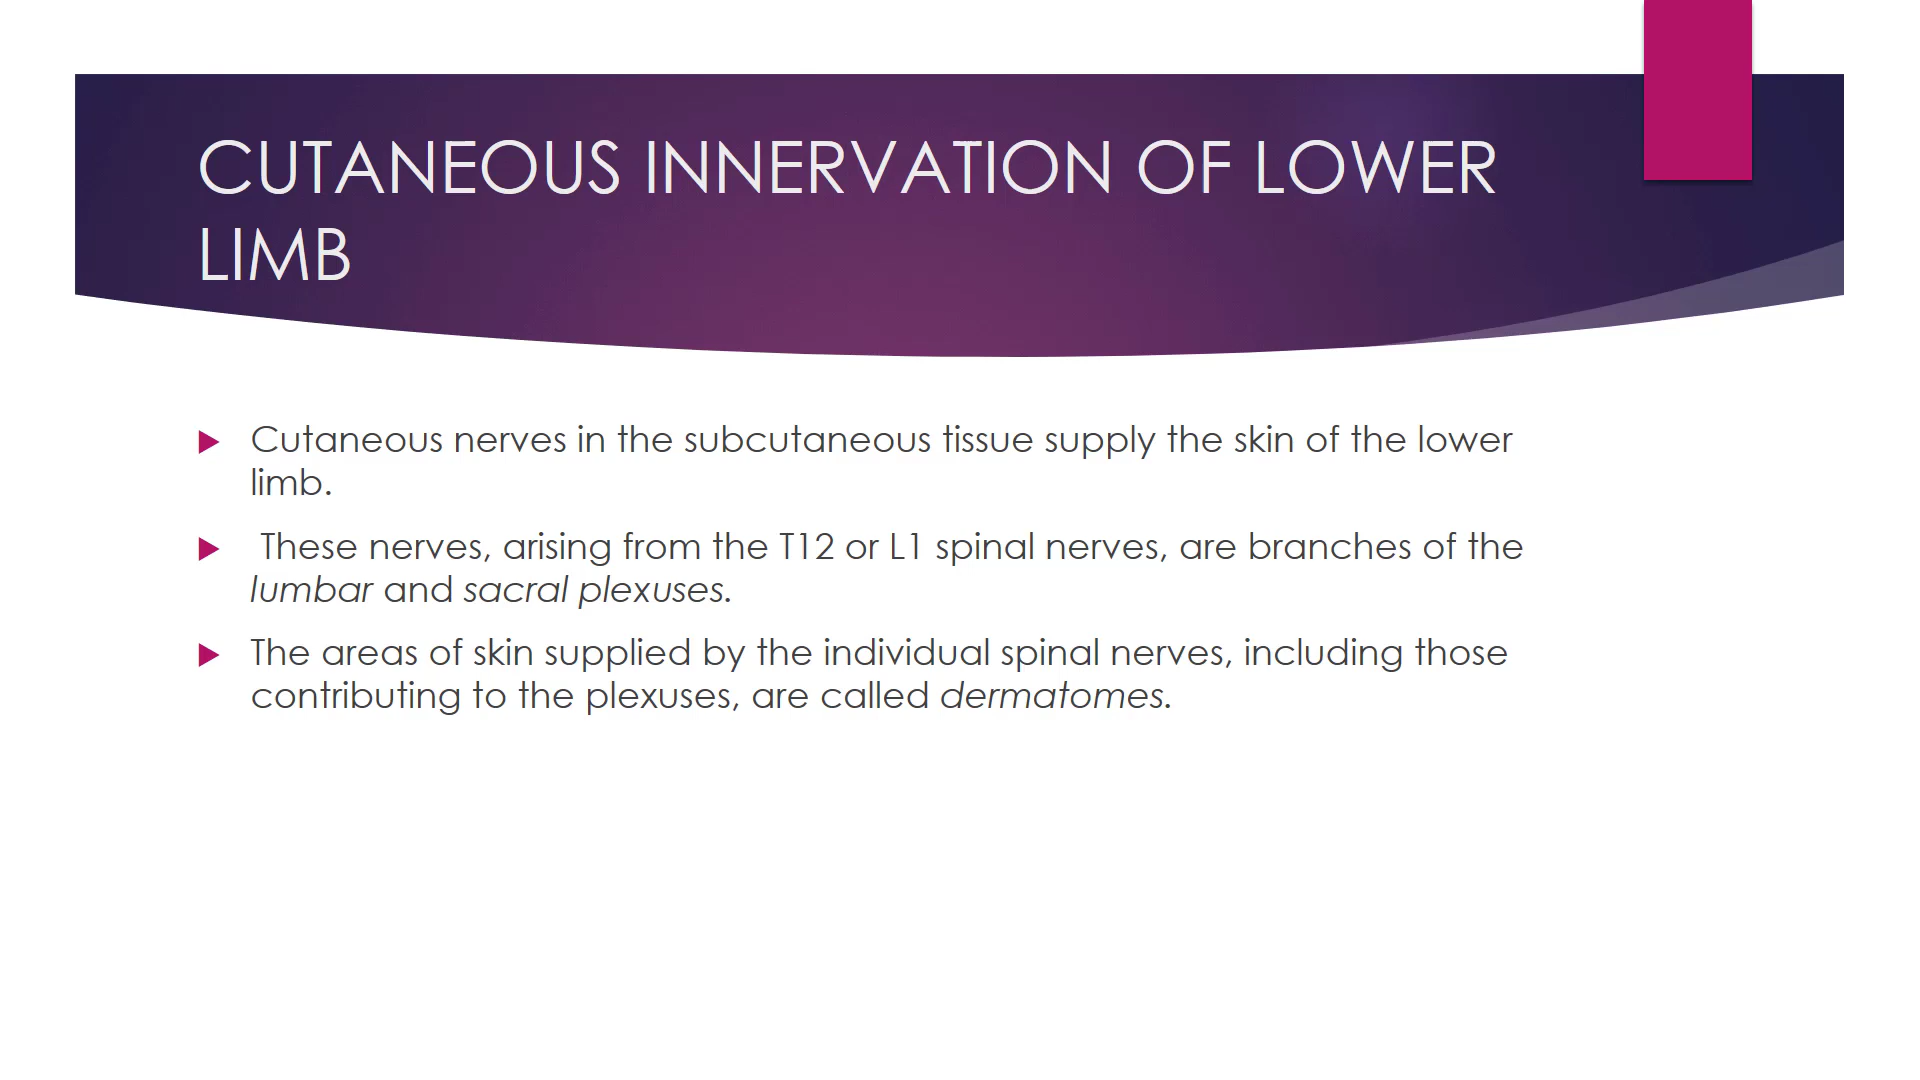 CUTANEOUS INNERVATION OF LOWER
LIMB
Cutaneous nerves in the subcutaneous tissue supply the skin of the lower
limb.
These nerves, arising from the T12 or L1 spinal nerves, are branches of the
lumbar and sacral plexuses.
The areas of skin supplied by the individual spinal nerves, including those
contributing to the plexuses, are called dermatomes.